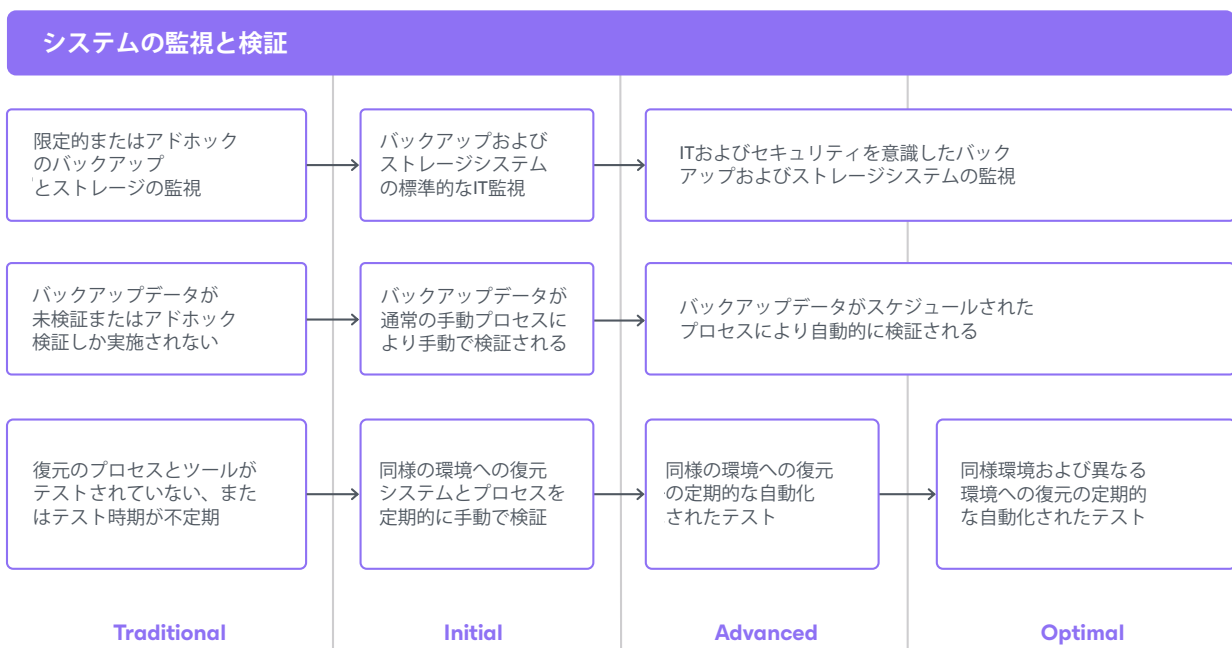 システムの監視と検証
限定的またはアドホック
のバックアップ
とストレージの監視
バックアップおよび
ストレージシステム
の標準的なIT監視
ITおよびセキュリティを意識したバック
アップおよびストレージシステムの監視
バックアップデータが
未検証またはアドホック
検証しか実施されない
バックアップデータが
通常の手動プロセスに
より手動で検証される
バックアップデータがスケジュールされた
プロセスにより自動的に検証される
復元のプロセスとツールが
テストされていない、また
はテスト時期が不定期
同様の環境への復元
システムとプロセスを
定期的に手動で検証
同様の環境への復元
の定期的な自動化
されたテスト
同様環境および異なる
環境への復元の定期的
な自動化されたテスト
Traditional
Initial
Advanced
Optimal